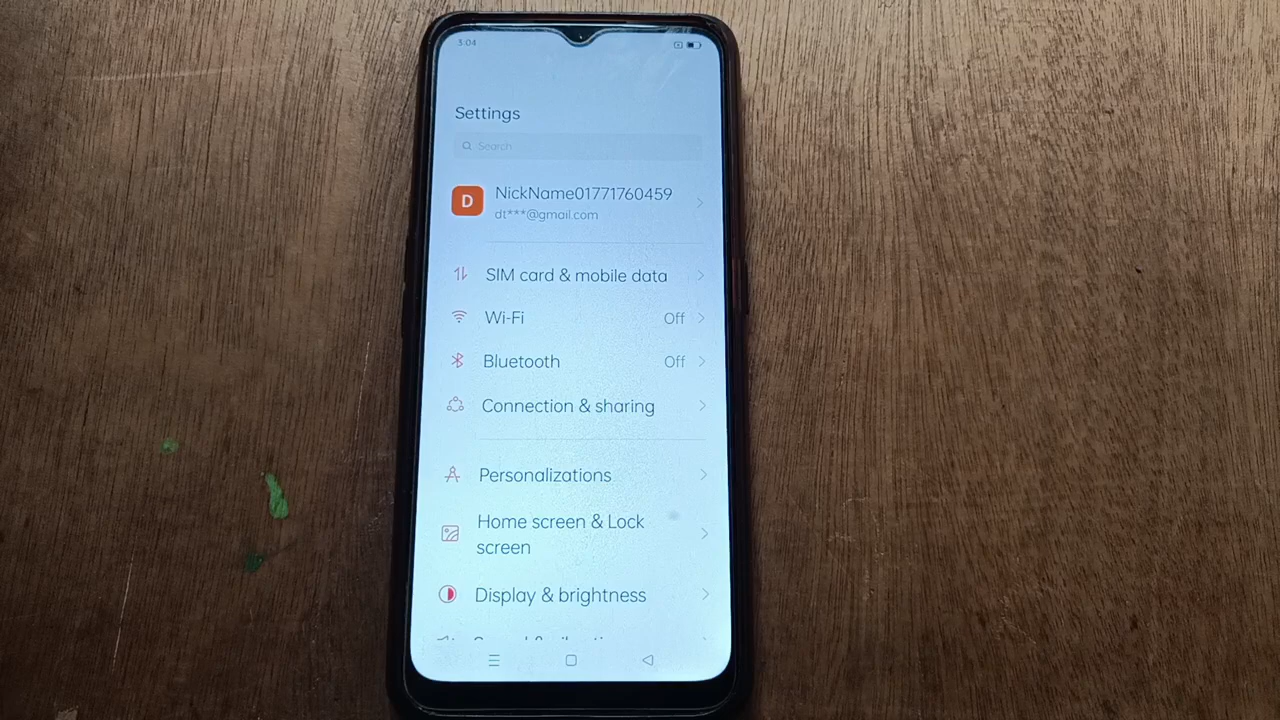 3:04
Settings
Search
D
NickName01771760459
dt***@gmail.com
SIM card & mobile data
Wi-Fi Off
Bluetooth Off
Connection & sharing
Personalizations
Home screen & Lock
screen
Display & brightness